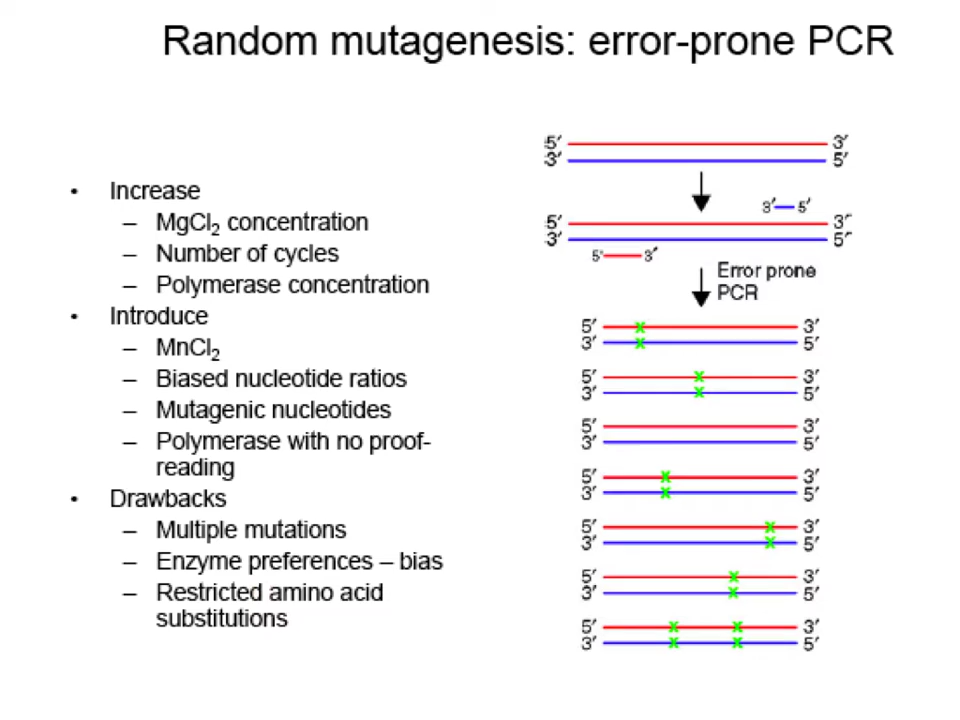 Random mutagenesis: error-prone PCR
• Increase
– MgCl₂ concentration
– Number of cycles
– Polymerase concentration
• Introduce
– MnCl₂
– Biased nucleotide ratios
– Mutagenic nucleotides
– Polymerase with no proof-
reading
• Drawbacks
– Multiple mutations
– Enzyme preferences – bias
– Restricted amino acid
substitutions
5′ 3′
3′ 5′
3′ 5′
5′ 3′
3′ 5′
5′ 3′
Error prone
PCR
5′ 3′
3′ 5′
5′ 3′
3′ 5′
5′ 3′
3′ 5′
5′ 3′
3′ 5′
5′ 3′
3′ 5′
5′ 3′
3′ 5′
5′ 3′
3′ 5′